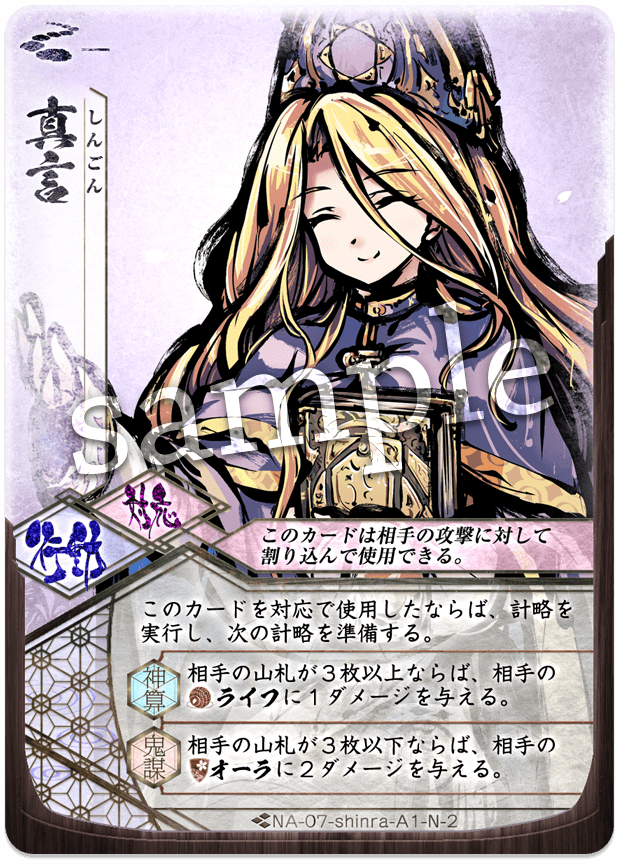 真言
しんごん
sample
対応
行動
このカードは相手の攻撃に対して
割り込んで使用できる。
このカードを対応で使用したならば、計略を
実行し、次の計略を準備する。
神算
相手の山札が3枚以上ならば、相手の
ライフに1ダメージを与える。
鬼謀
相手の山札が3枚以下ならば、相手の
オーラに2ダメージを与える。
NA-07-shinra-A1-N-2